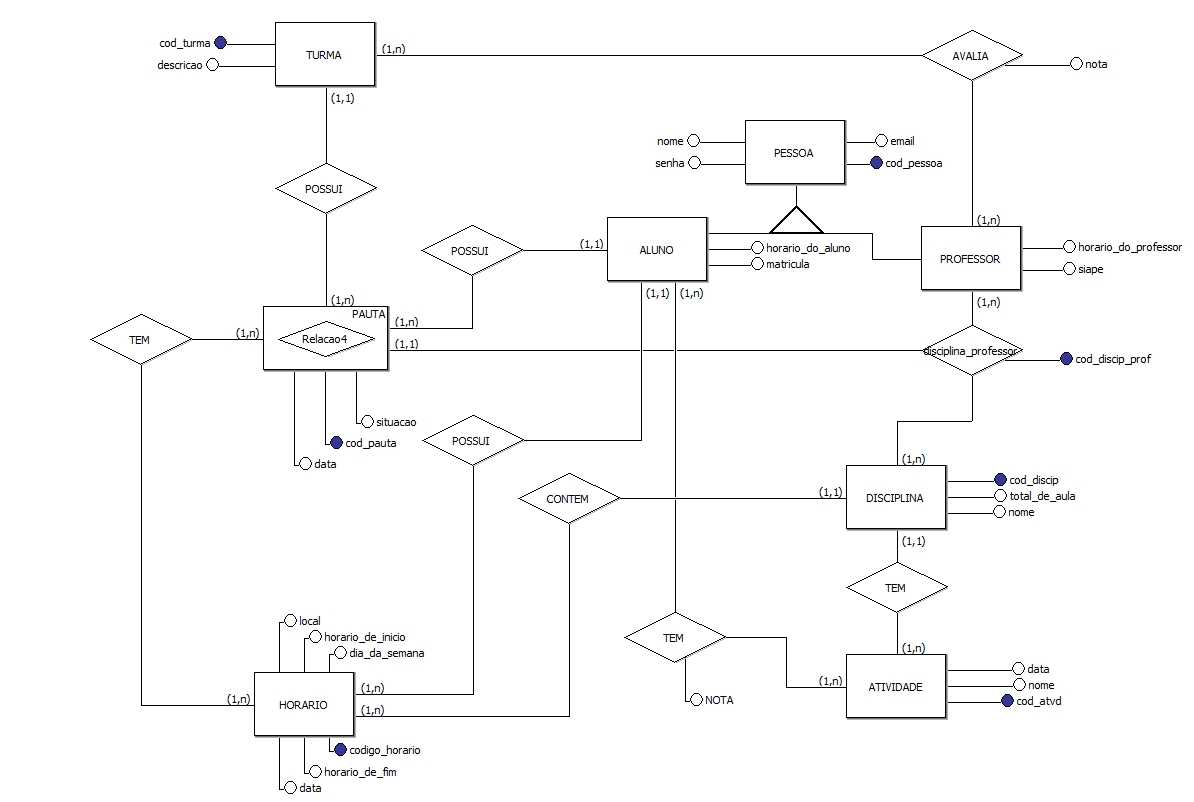 cod_turma
descricao
TURMA
(1,n)
AVALIA
nota
(1,1)
nome
senha
PESSOA
email
cod_pessoa
POSSUI
POSSUI
(1,1)
ALUNO
horario_do_aluno
matricula
(1,n)
PROFESSOR
horario_do_professor
siape
(1,1)
(1,n)
(1,n)
(1,n)
PAUTA
Relacao4
(1,n)
(1,1)
TEM
(1,n)
disciplina_professor
cod_discip_prof
situacao
cod_pauta
data
POSSUI
(1,n)
CONTEM
(1,1)
DISCIPLINA
cod_discip
total_de_aula
nome
(1,1)
TEM
(1,n)
local
horario_de_inicio
dia_da_semana
TEM
NOTA
(1,n)
ATIVIDADE
data
nome
cod_atvd
(1,n)
HORARIO
(1,n)
(1,n)
codigo_horario
horario_de_fim
data